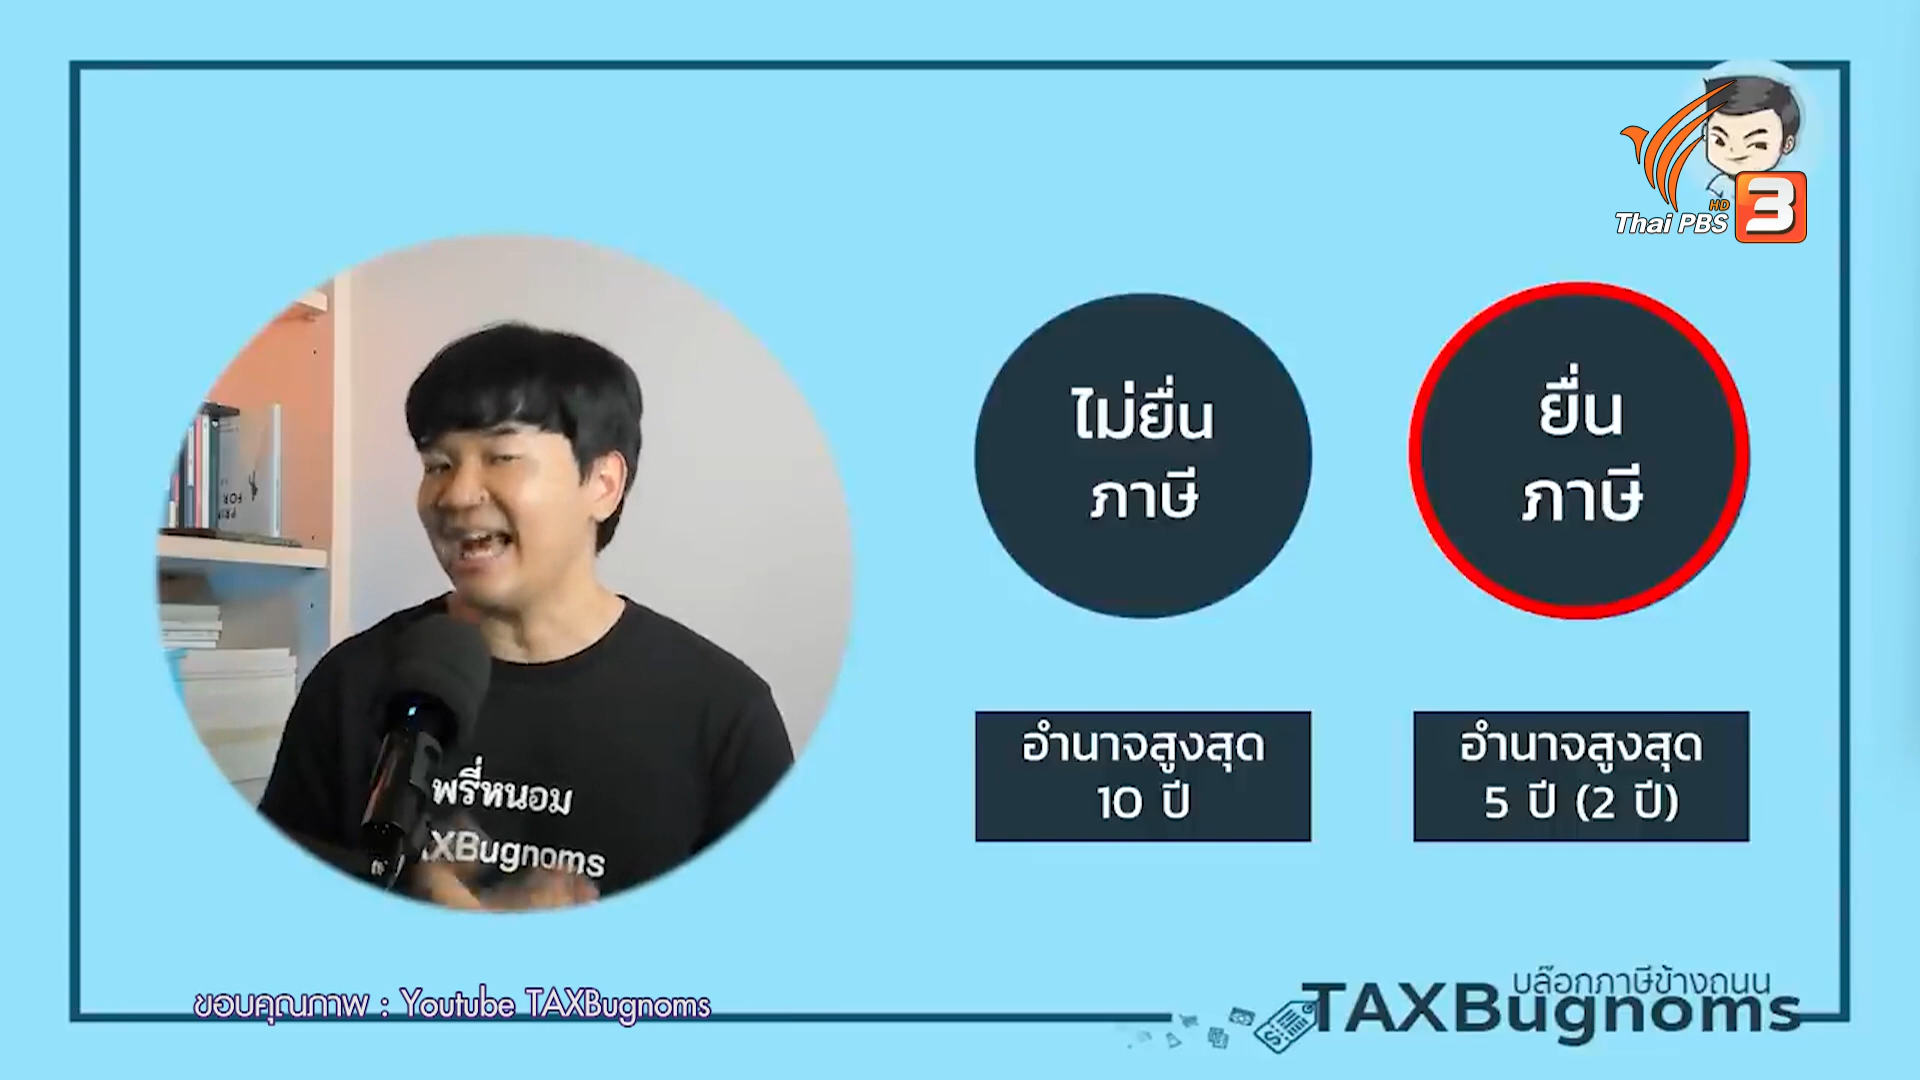 Thai PBS
HD
3
ไม่ยื่น
ภาษี
ยื่น
ภาษี
อำนาจสูงสุด
10 ปี
อำนาจสูงสุด
5 ปี (2 ปี)
พรี่หนอม
AXBugnoms
ขอบคุณภาพ : Youtube TAXBugnoms
บล๊อกภาษีข้างถนน
TAXBugnoms